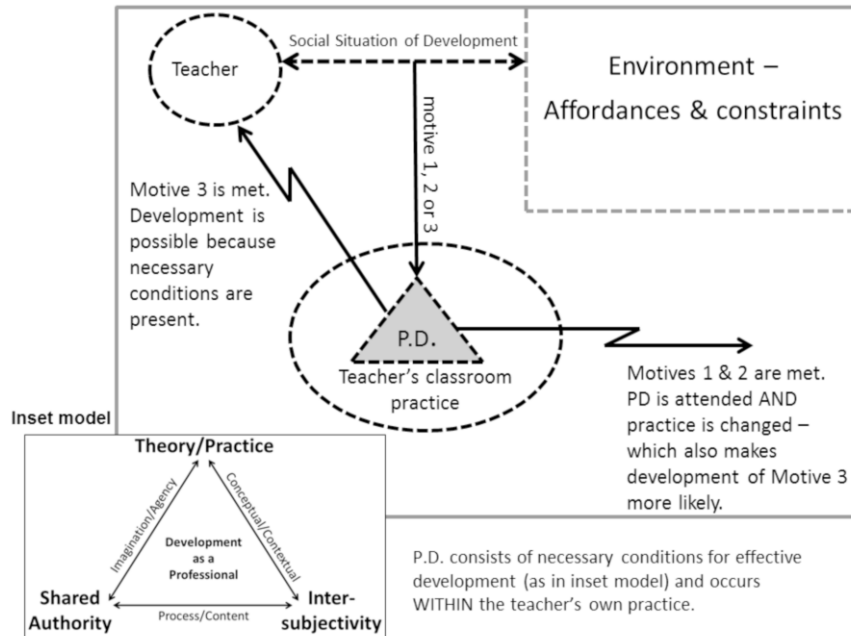 Social Situation of Development
Teacher
Environment –
Affordances & constraints
motive 1, 2 or 3
Motive 3 is met.
Development is
possible because
necessary
conditions are
present.
P.D.
Teacher’s classroom
practice
Motives 1 & 2 are met.
PD is attended AND
practice is changed –
which also makes
development of Motive 3
more likely.
Inset model
Theory/Practice
Imagination/Agency
Conceptual/Contextual
Development
as a
Professional
Shared
Authority
Process/Content
Inter-
subjectivity
P.D. consists of necessary conditions for effective
development (as in inset model) and occurs
WITHIN the teacher’s own practice.